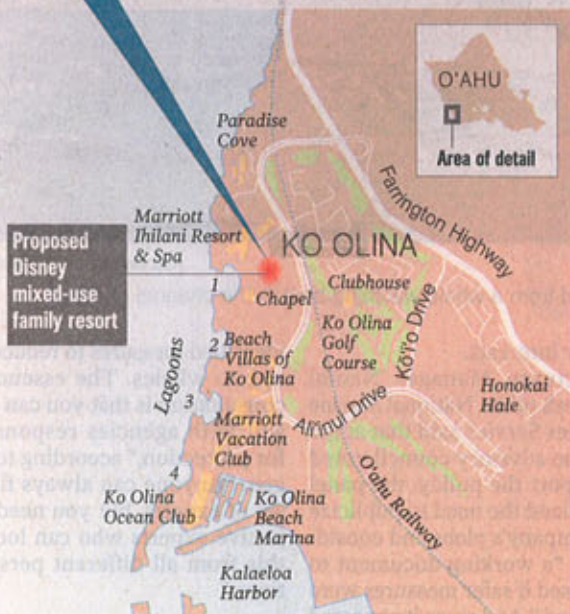 O'AHU
Area of detail
Paradise
Cove
Farrington Highway
Marriott
Ihilani Resort
& Spa
KO OLINA
Proposed
Disney
mixed-use
family resort
1
Chapel
Clubhouse
Ko Olina
Golf
Course
Ko'i'o Drive
Lagoons
2
Beach
Villas of
Ko Olina
Honokai
Hale
3
Ali'inui Drive
Marriott
Vacation
Club
4
O'ahu Railway
Ko Olina
Ocean Club
Ko Olina
Beach
Marina
Kalaeloa
Harbor